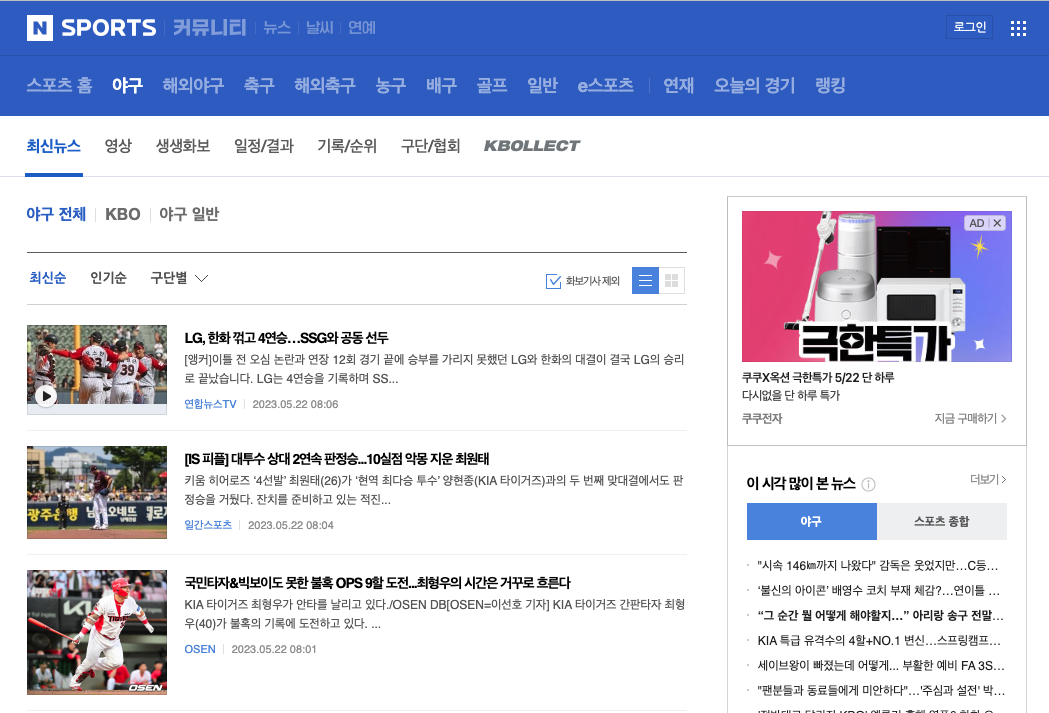 N SPORTS 커뮤니티 뉴스 날씨 연예 로그인
스포츠 홈 야구 해외야구 축구 해외축구 농구 배구 골프 일반 e스포츠 연재 오늘의 경기 랭킹
최신뉴스 영상 생생화보 일정/결과 기록/순위 구단/협회 KBOLLECT
야구 전체 KBO 야구 일반
최신순 인기순 구단별 화보기사 제외
LG, 한화 꺾고 4연승…SSG와 공동 선두
[앵커]이틀 전 오심 논란과 연장 12회 경기 끝에 승부를 가리지 못했던 LG와 한화의 대결이 결국 LG의 승리
로 끝났습니다. LG는 4연승을 기록하며 SS...
연합뉴스TV 2023.05.22 08:06
[IS 피플] 대투수 상대 2연속 판정승...10실점 악몽 지운 최원태
키움 히어로즈 ‘4선발’ 최원태(26)가 ‘현역 최다승 투수’ 양현종(KIA 타이거즈)과의 두 번째 맞대결에서도 판
정승을 거뒀다. 잔치를 준비하고 있는 적진...
일간스포츠 2023.05.22 08:04
국민타자&빅보이도 못한 불혹 OPS 9할 도전...최형우의 시간은 거꾸로 흐른다
KIA 타이거즈 최형우가 안타를 날리고 있다./OSEN DB[OSEN=이선호 기자] KIA 타이거즈 간판타자 최형
우(40)가 불혹의 기록에 도전하고 있다. ...
OSEN 2023.05.22 08:01
39
광주은행
OSEN
AD
극한특가
쿠쿠X옥션 극한특가 5/22 단 하루
다시없을 단 하루 특가
쿠쿠전자 지금 구매하기
이 시각 많이 본 뉴스 더보기
야구 스포츠 종합
"시속 146㎞까지 나왔다" 감독은 웃었지만…C등…
‘불신의 아이콘’ 배영수 코치 부재 체감?…연이틀 …
“그 순간 뭘 어떻게 해야할지…” 아리랑 송구 전말…
KIA 특급 유격수의 4할+NO.1 변신…스프링캠프…
세이브왕이 빠졌는데 어떻게... 부활한 예비 FA 3S…
"팬분들과 동료들에게 미안하다"…'주심과 설전' 박…